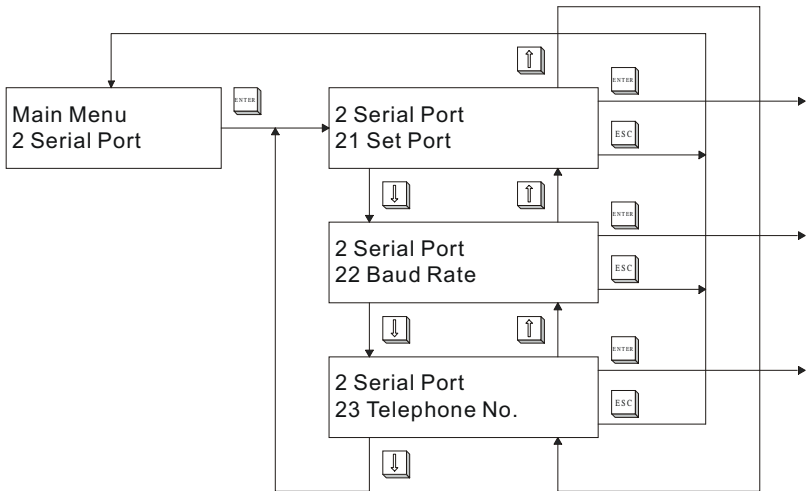 Main Menu
2 Serial Port
ENTER
2 Serial Port
21 Set Port
ENTER
ESC
2 Serial Port
22 Baud Rate
ENTER
ESC
2 Serial Port
23 Telephone No.
ENTER
ESC